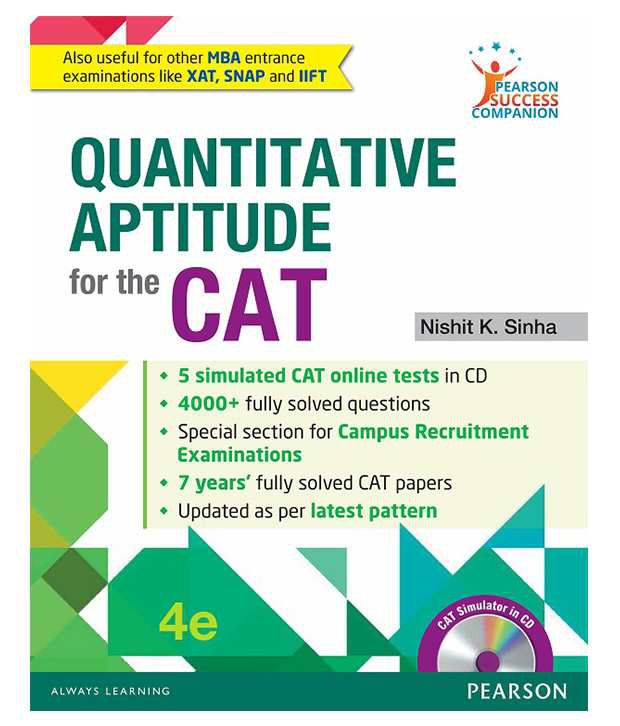 Also useful for other MBA entrance
examinations like XAT, SNAP and IIFT
PEARSON
SUCCESS
COMPANION
QUANTITATIVE
APTITUDE
for the CAT
Nishit K. Sinha
5 simulated CAT online tests in CD
4000+ fully solved questions
Special section for Campus Recruitment
Examinations
7 years' fully solved CAT papers
Updated as per latest pattern
4e
CAT Simulator in CD
ALWAYS LEARNING
PEARSON